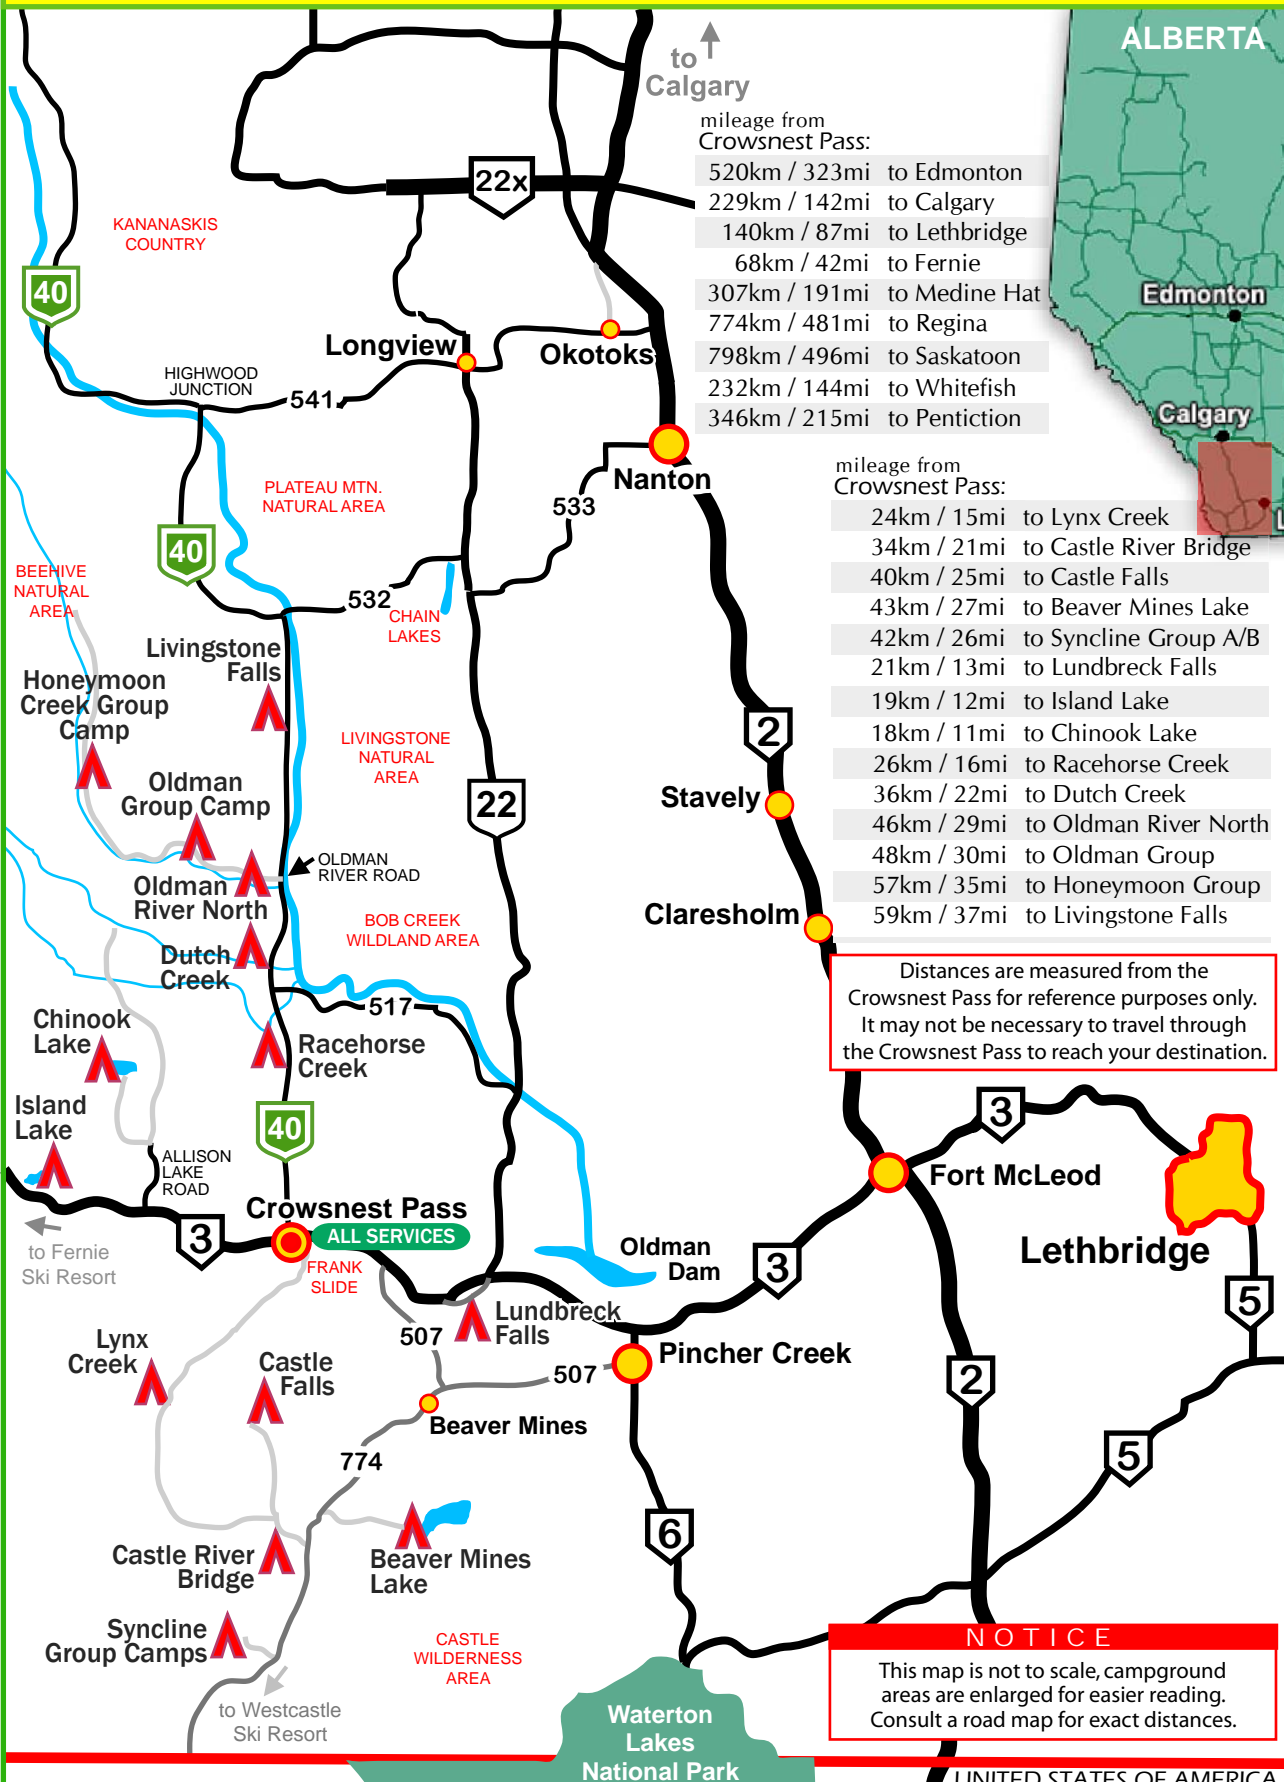 ALBERTA
to
Calgary
mileage from
Crowsnest Pass:
520km / 323mi to Edmonton
229km / 142mi to Calgary
140km / 87mi to Lethbridge
68km / 42mi to Fernie
307km / 191mi to Medine Hat
774km / 481mi to Regina
798km / 496mi to Saskatoon
232km / 144mi to Whitefish
346km / 215mi to Pentiction
Edmonton
Calgary
L
22x
KANANASKIS
COUNTRY
40
Longview
Okotoks
HIGHWOOD
JUNCTION
541
Nanton
533
PLATEAU MTN.
NATURAL AREA
40
mileage from
Crowsnest Pass:
24km / 15mi to Lynx Creek
34km / 21mi to Castle River Bridge
40km / 25mi to Castle Falls
43km / 27mi to Beaver Mines Lake
42km / 26mi to Syncline Group A/B
21km / 13mi to Lundbreck Falls
19km / 12mi to Island Lake
18km / 11mi to Chinook Lake
26km / 16mi to Racehorse Creek
36km / 22mi to Dutch Creek
46km / 29mi to Oldman River North
48km / 30mi to Oldman Group
57km / 35mi to Honeymoon Group
59km / 37mi to Livingstone Falls
BEEHIVE
NATURAL
AREA
532
CHAIN
LAKES
Livingstone
Falls
Honeymoon
Creek Group
Camp
LIVINGSTONE
NATURAL
AREA
2
22
Oldman
Group Camp
Stavely
OLDMAN
RIVER ROAD
Oldman
River North
Claresholm
BOB CREEK
WILDLAND AREA
Dutch
Creek
Distances are measured from the
Crowsnest Pass for reference purposes only.
It may not be necessary to travel through
the Crowsnest Pass to reach your destination.
517
Chinook
Lake
Racehorse
Creek
Island
Lake
40
3
ALLISON
LAKE
ROAD
Fort McLeod
Crowsnest Pass
ALL SERVICES
3
to Fernie
Ski Resort
FRANK
SLIDE
Oldman
Dam
3
Lethbridge
5
Lundbreck
Falls
507
Lynx
Creek
Castle
Falls
507
Pincher Creek
2
Beaver Mines
774
5
6
Castle River
Bridge
Beaver Mines
Lake
Syncline
Group Camps
CASTLE
WILDERNESS
AREA
NOTICE
This map is not to scale, campground
areas are enlarged for easier reading.
Consult a road map for exact distances.
to Westcastle
Ski Resort
Waterton
Lakes
National Park
UNITED STATES OF AMERICA